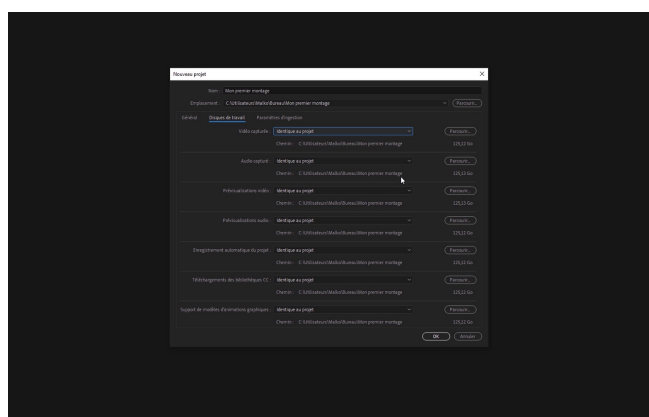 Nouveau projet
Nom : Mon premier montage
Emplacement : C:\Utilisateurs\Malko\Bureau\Mon premier montage Parcourir...
Général Disques de travail Paramètres d'ingestion
Vidéo capturée : Identique au projet Parcourir...
Chemin : C:\Utilisateurs\Malko\Bureau\Mon premier montage 125,12 Go
Audio capturé : Identique au projet Parcourir...
Chemin : C:\Utilisateurs\Malko\Bureau\Mon premier montage 125,12 Go
Prévisualisations vidéo : Identique au projet Parcourir...
Chemin : C:\Utilisateurs\Malko\Bureau\Mon premier montage 125,12 Go
Prévisualisations audio : Identique au projet Parcourir...
Chemin : C:\Utilisateurs\Malko\Bureau\Mon premier montage 125,12 Go
Enregistrement automatique du projet : Identique au projet Parcourir...
Chemin : C:\Utilisateurs\Malko\Bureau\Mon premier montage 125,12 Go
Téléchargements des bibliothèques CC : Identique au projet Parcourir...
Chemin : C:\Utilisateurs\Malko\Bureau\Mon premier montage 125,12 Go
Support de modèles d'animations graphiques : Identique au projet Parcourir...
Chemin : C:\Utilisateurs\Malko\Bureau\Mon premier montage 125,12 Go
OK Annuler